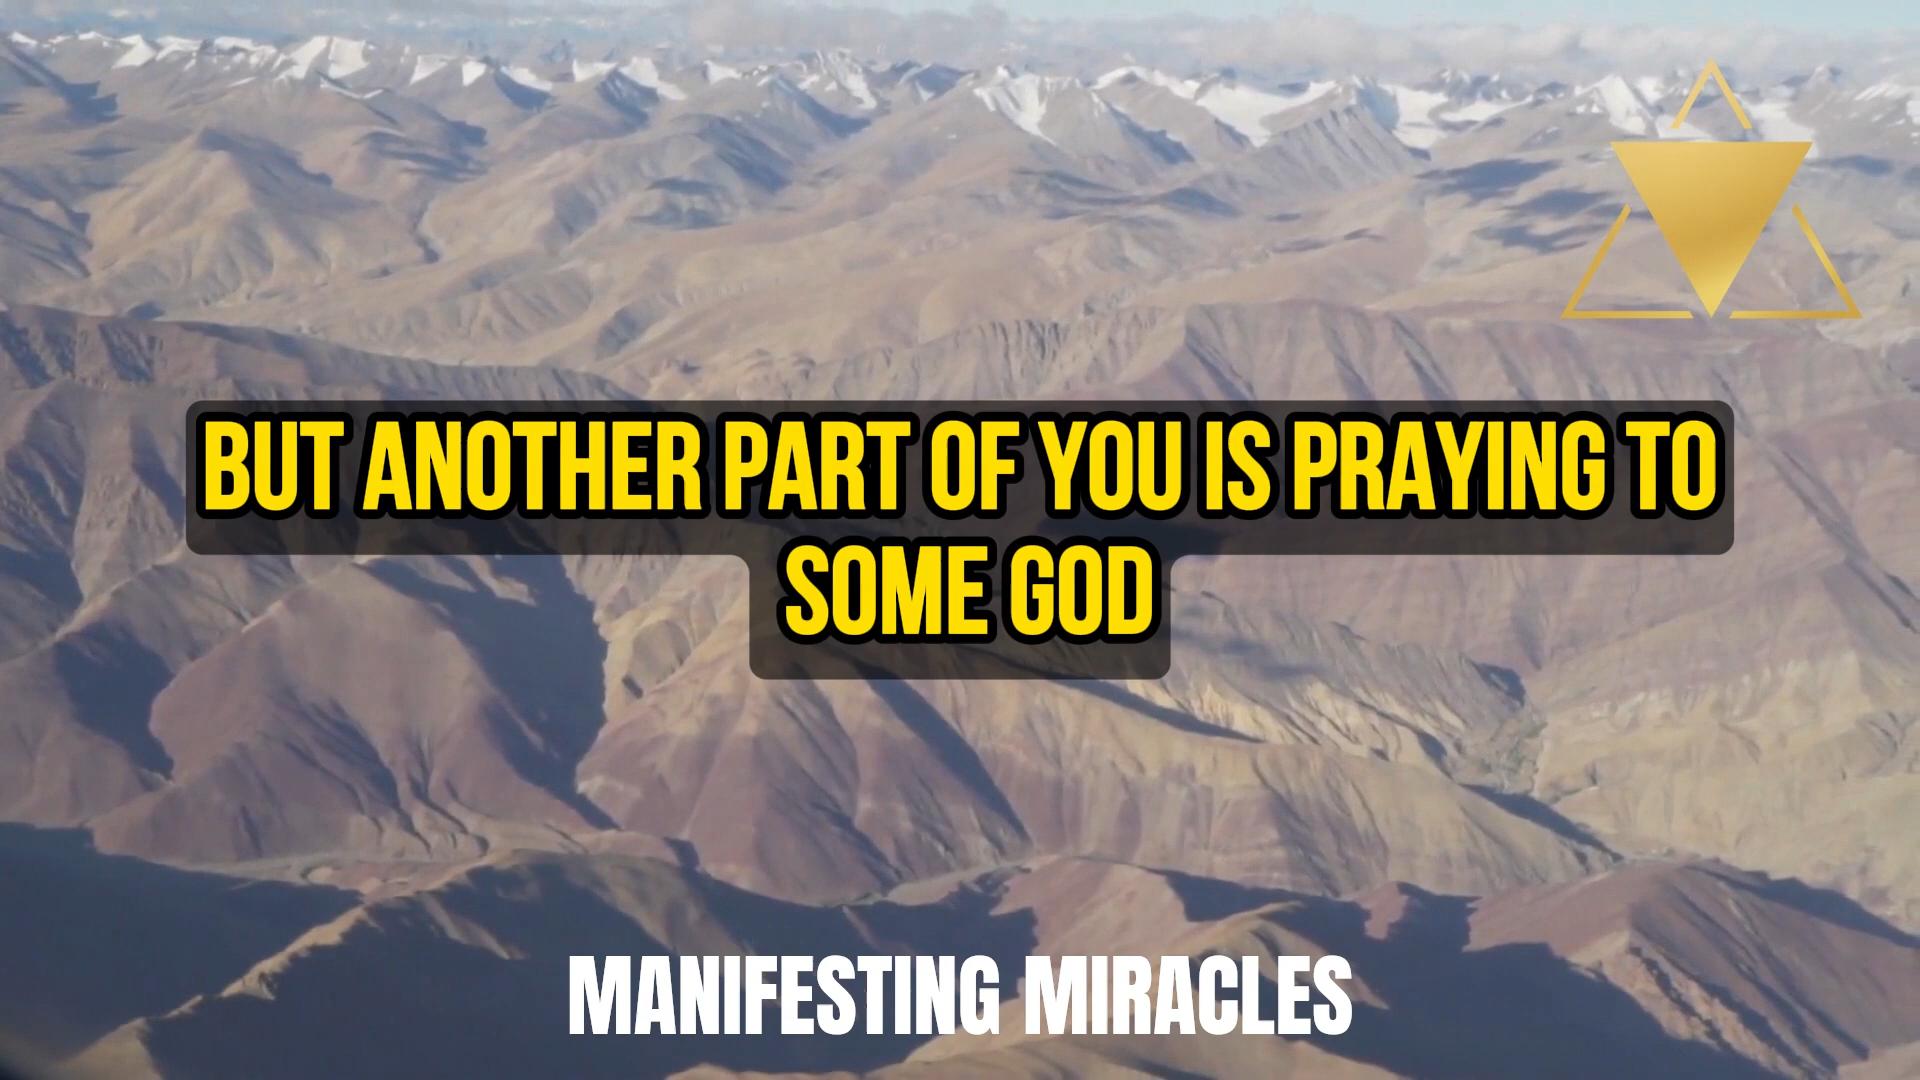 BUT ANOTHER PART OF YOU IS PRAYING TO
SOME GOD
MANIFESTING MIRACLES